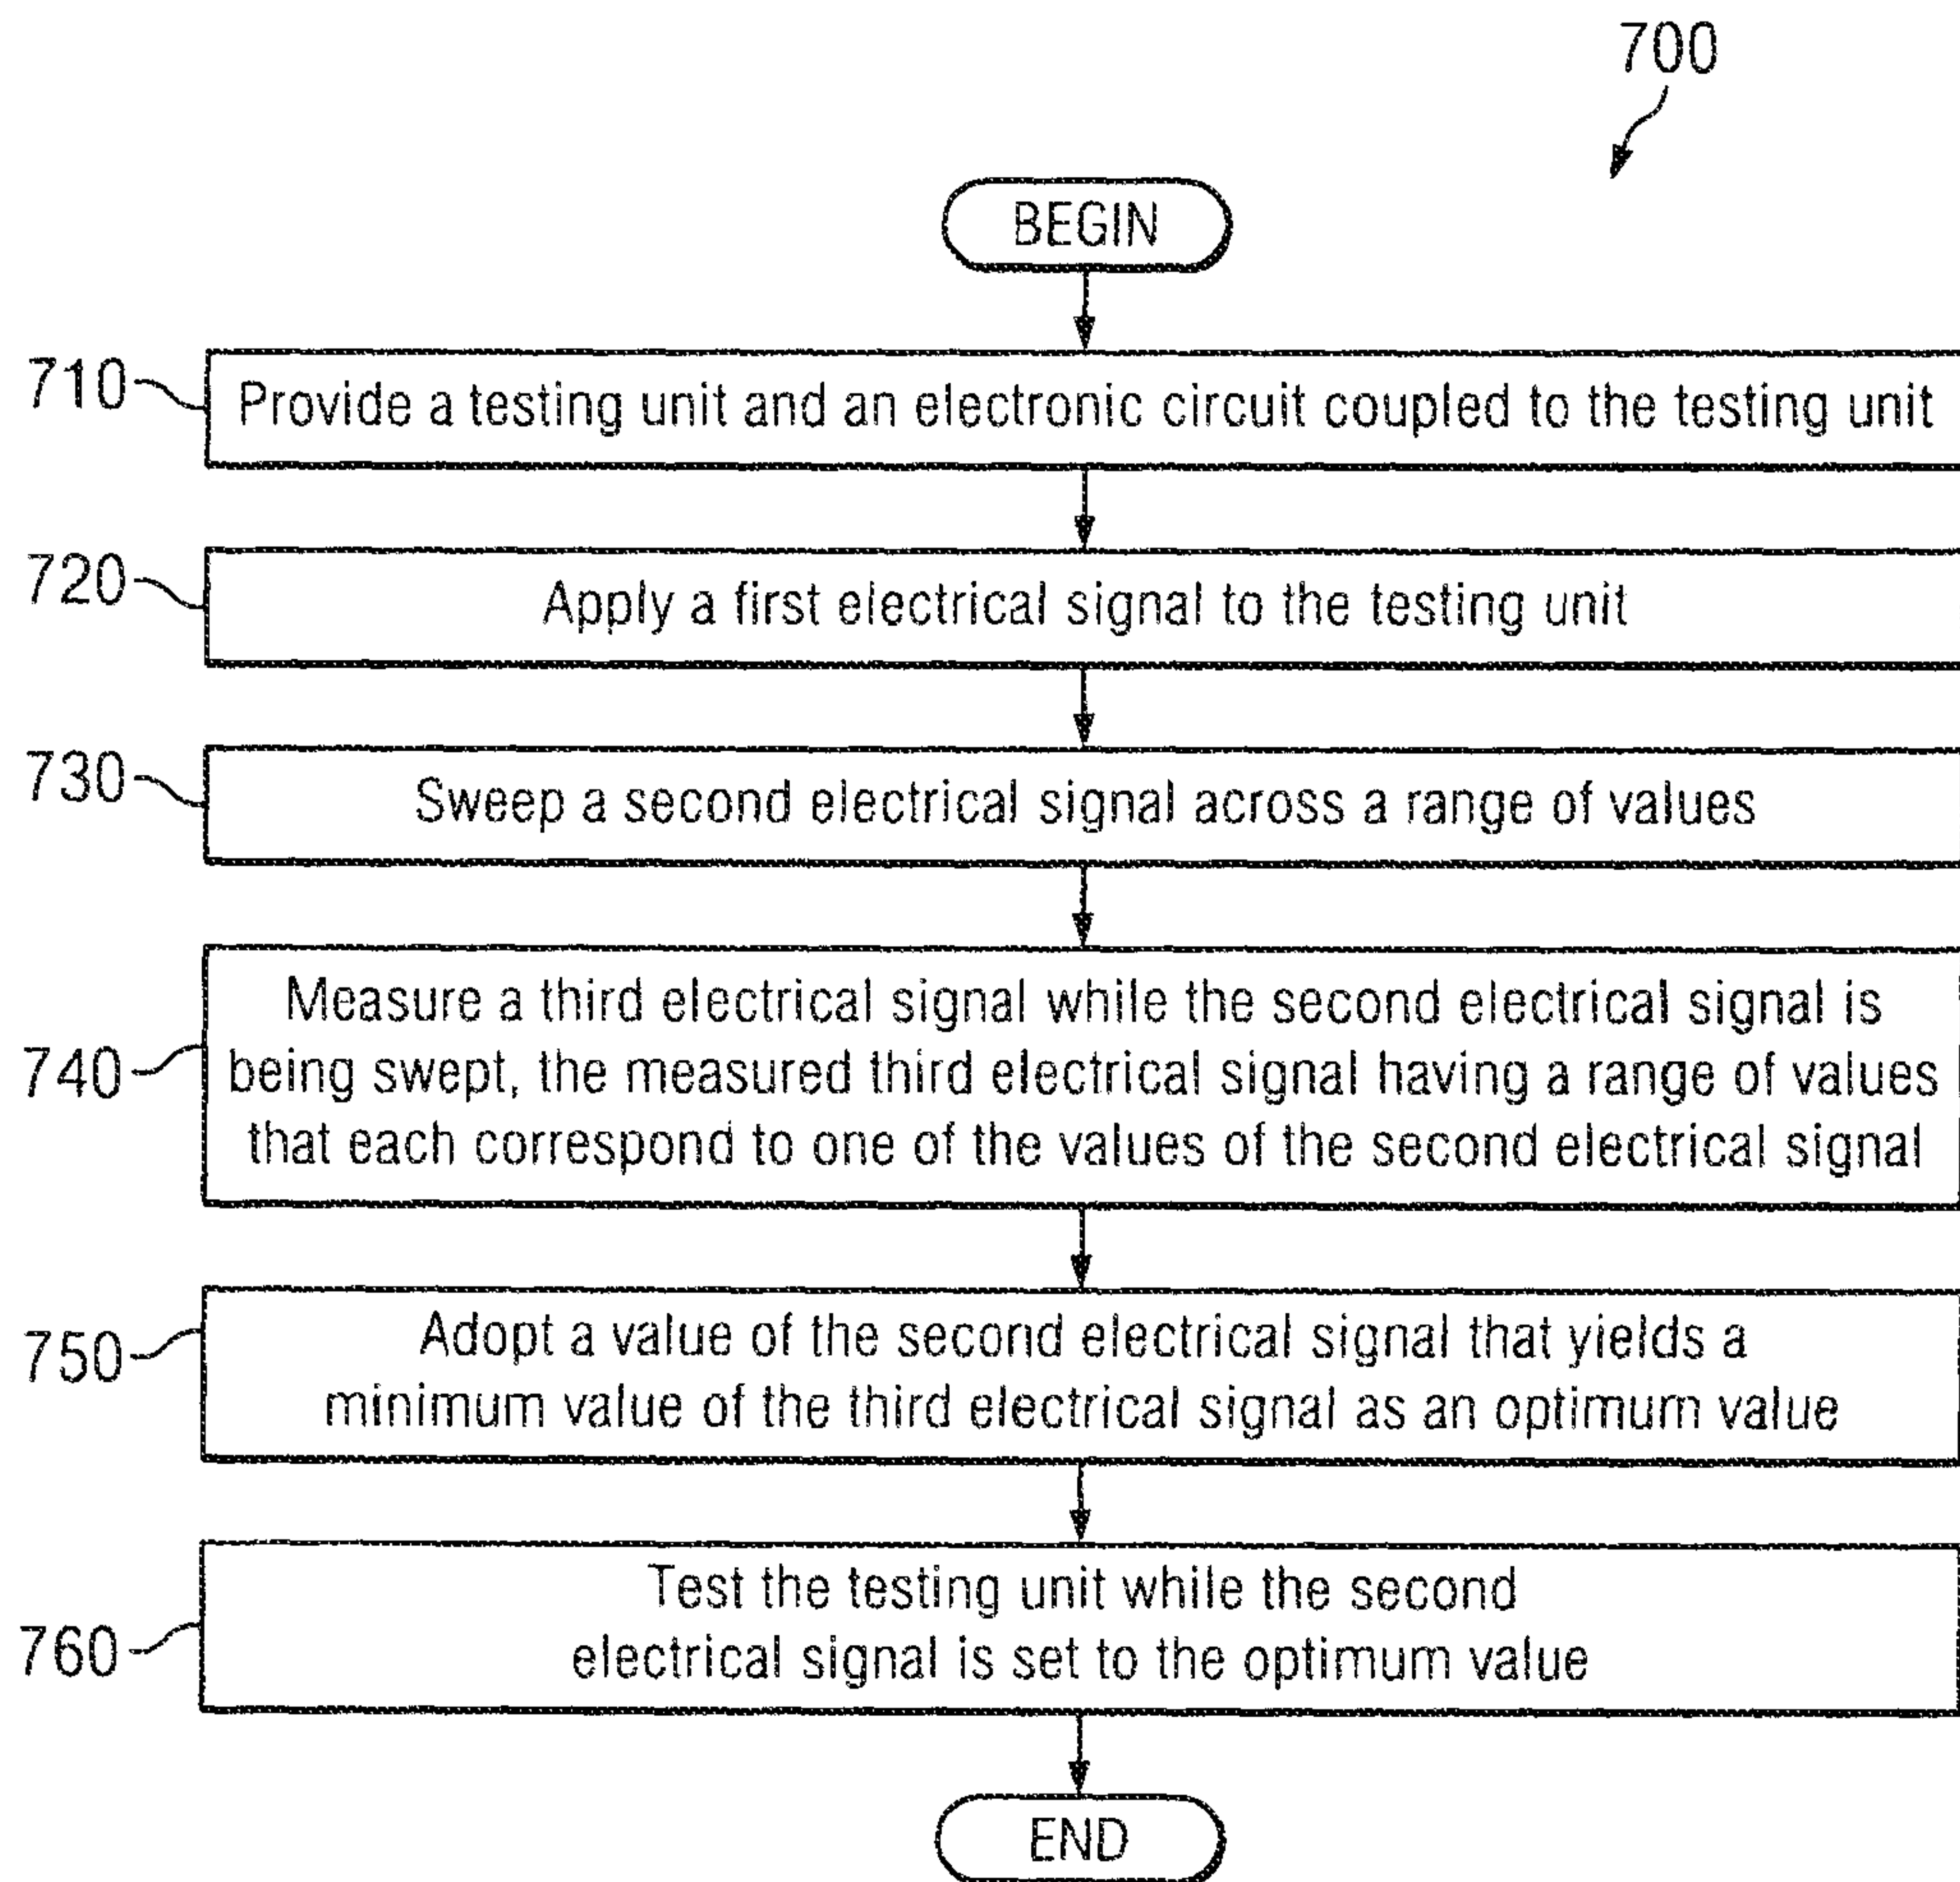 700
BEGIN
710
Provide a testing unit and an electronic circuit coupled to the testing unit
720
Apply a first electrical signal to the testing unit
730
Sweep a second electrical signal across a range of values
740
Measure a third electrical signal while the second electrical signal is
being swept, the measured third electrical signal having a range of values
that each correspond to one of the values of the second electrical signal
750
Adopt a value of the second electrical signal that yields a
minimum value of the third electrical signal as an optimum value
760
Test the testing unit while the second
electrical signal is set to the optimum value
END